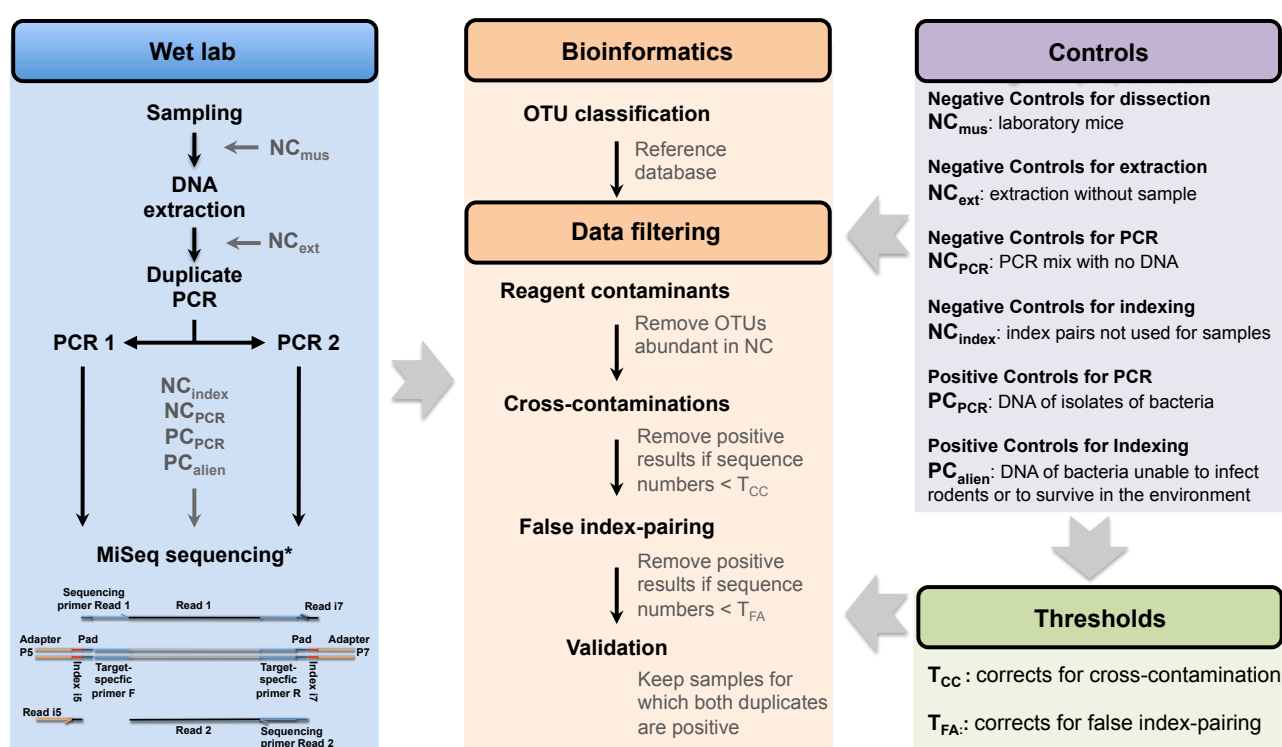 Wet lab
Sampling
NCmus
DNA
extraction
NCext
Duplicate
PCR
PCR 1
PCR 2
NCindex
NCPCR
PCPCR
PCalien
MiSeq sequencing*
Sequencing
primer Read 1
Read 1
Read i7
Adapter
P5
Pad
Pad
Adapter
P7
Index i5
Target-
specfic
primer F
Target-
specfic
primer R
Index i7
Read i5
Read 2
Sequencing
primer Read 2
Bioinformatics
OTU classification
Reference
database
Data filtering
Reagent contaminants
Remove OTUs
abundant in NC
Cross-contaminations
Remove positive
results if sequence
numbers < TCC
False index-pairing
Remove positive
results if sequence
numbers < TFA
Validation
Keep samples for
which both duplicates
are positive
Controls
Negative Controls for dissection
NCmus: laboratory mice
Negative Controls for extraction
NCext: extraction without sample
Negative Controls for PCR
NCPCR: PCR mix with no DNA
Negative Controls for indexing
NCindex: index pairs not used for samples
Positive Controls for PCR
PCPCR: DNA of isolates of bacteria
Positive Controls for Indexing
PCalien: DNA of bacteria unable to infect
rodents or to survive in the environment
Thresholds
TCC : corrects for cross-contamination
TFA:: corrects for false index-pairing